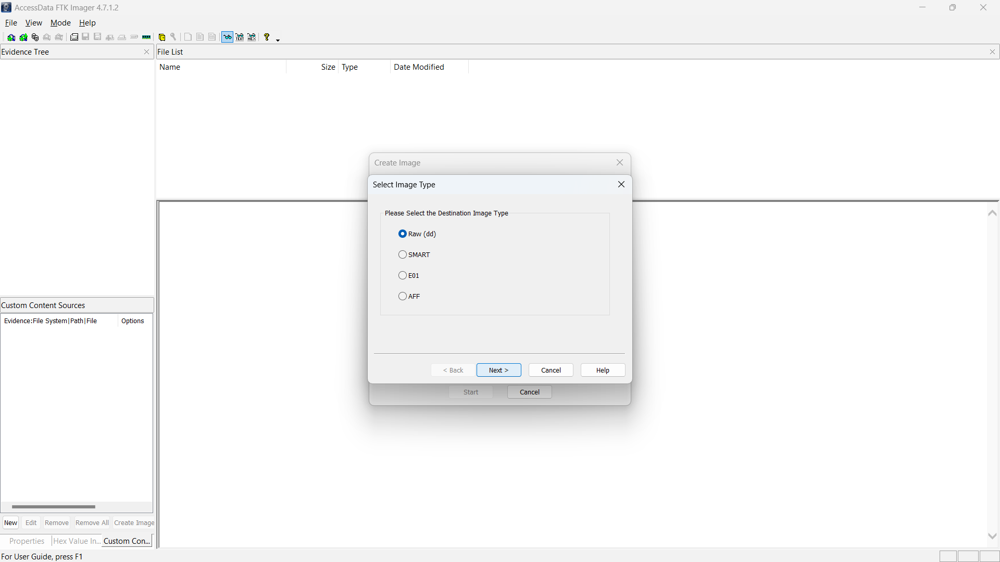 AccessData FTK Imager 4.7.1.2
File View Mode Help
TEXT HEX ?
Evidence Tree
File List
Name Size Type Date Modified
Create Image
Select Image Type
Please Select the Destination Image Type
Raw (dd)
SMART
E01
AFF
< Back Next > Cancel Help
Start Cancel
Custom Content Sources
Evidence:File System|Path|File Options
New Edit Remove Remove All Create Image
Properties Hex Value In... Custom Con...
For User Guide, press F1